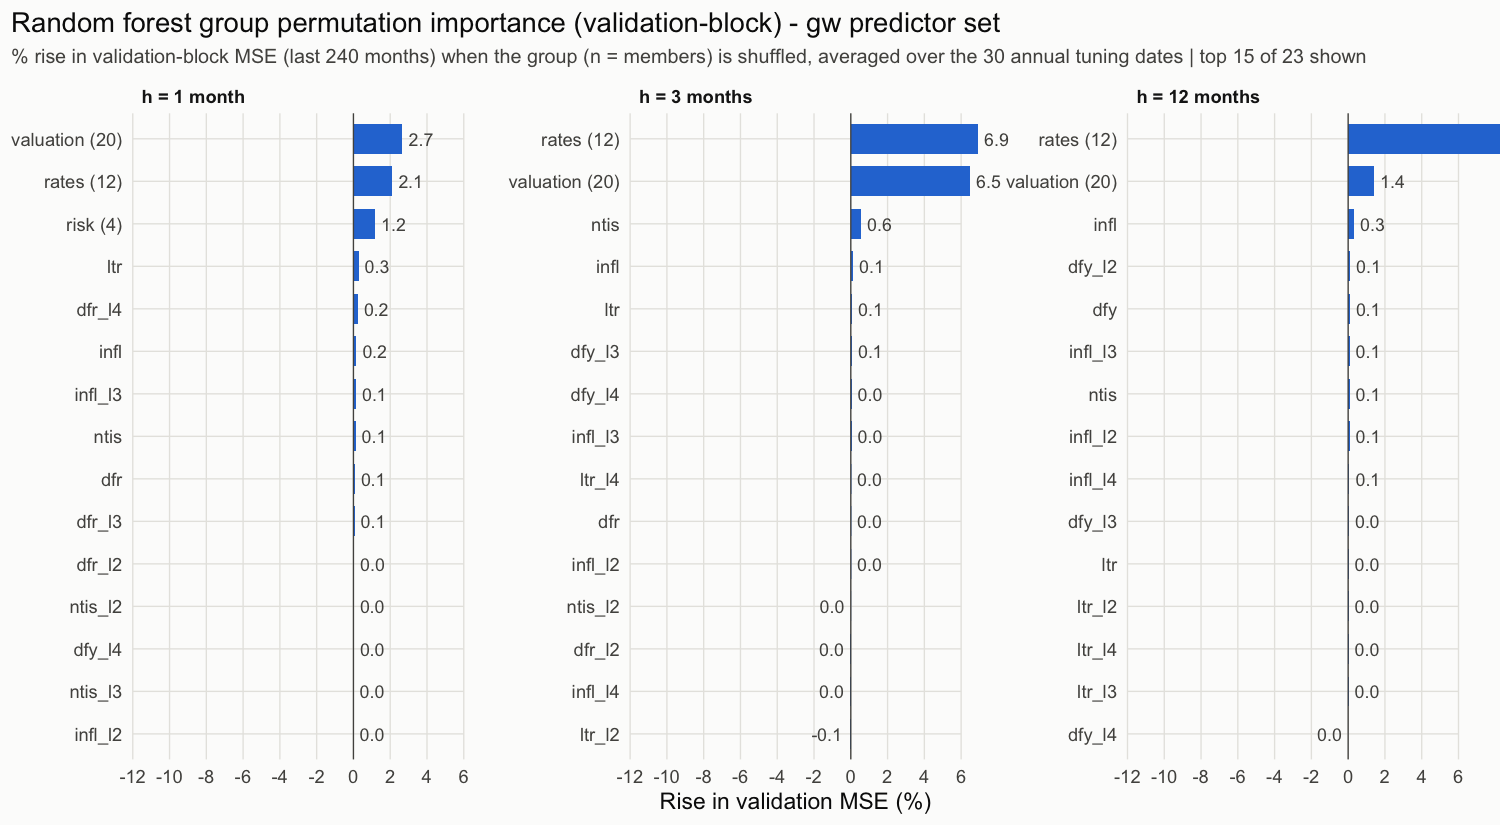 Random forest group permutation importance (validation-block) - gw predictor set
% rise in validation-block MSE (last 240 months) when the group (n = members) is shuffled, averaged over the 30 annual tuning dates | top 15 of 23 shown
h = 1 month
valuation (20) 2.7
rates (12) 2.1
risk (4) 1.2
ltr 0.3
dfr_l4 0.2
infl 0.2
infl_l3 0.1
ntis 0.1
dfr 0.1
dfr_l3 0.1
dfr_l2 0.0
ntis_l2 0.0
dfy_l4 0.0
ntis_l3 0.0
infl_l2 0.0
-12 -10 -8 -6 -4 -2 0 2 4 6
h = 3 months
rates (12) 6.9
valuation (20) 6.5
ntis 0.6
infl 0.1
ltr 0.1
dfy_l3 0.1
dfy_l4 0.0
infl_l3 0.0
ltr_l4 0.0
dfr 0.0
infl_l2 0.0
ntis_l2 0.0
dfr_l2 0.0
infl_l4 0.0
ltr_l2 -0.1
-12 -10 -8 -6 -4 -2 0 2 4 6
h = 12 months
rates (12)
valuation (20) 1.4
infl 0.3
dfy_l2 0.1
dfy 0.1
infl_l3 0.1
ntis 0.1
infl_l2 0.1
infl_l4 0.1
dfy_l3 0.0
ltr 0.0
ltr_l2 0.0
ltr_l4 0.0
ltr_l3 0.0
dfy_l4 0.0
-12 -10 -8 -6 -4 -2 0 2 4 6
Rise in validation MSE (%)